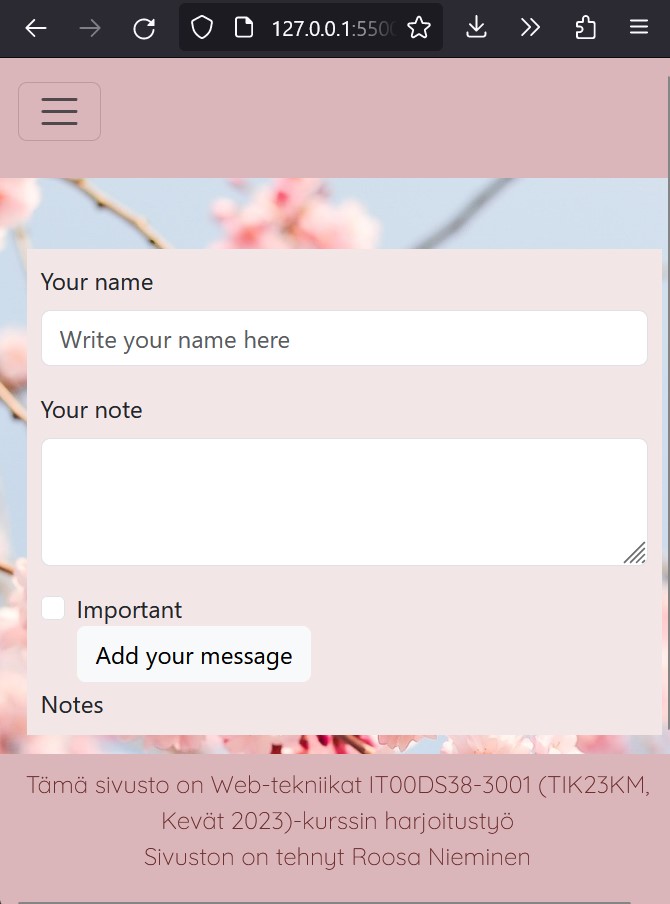 127.0.0.1:550
Your name
Write your name here
Your note
Important
Add your message
Notes
Tämä sivusto on Web-tekniikat IT00DS38-3001 (TIK23KM,
Kevät 2023)-kurssin harjoitustyö
Sivuston on tehnyt Roosa Nieminen